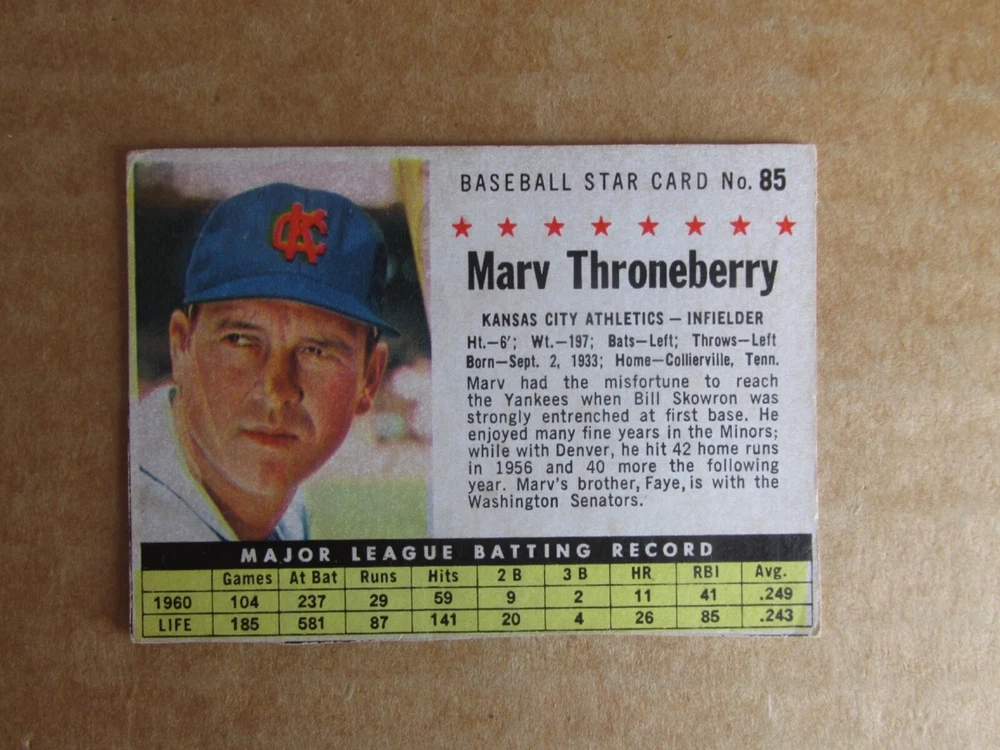 KC
BASEBALL STAR CARD No. 85
Marv Throneberry
KANSAS CITY ATHLETICS — INFIELDER
Ht.—6'; Wt.—197; Bats—Left; Throws—Left
Born—Sept. 2, 1933; Home—Collierville, Tenn.
Marv had the misfortune to reach
the Yankees when Bill Skowron was
strongly entrenched at first base. He
enjoyed many fine years in the Minors;
while with Denver, he hit 42 home runs
in 1956 and 40 more the following
year. Marv's brother, Faye, is with the
Washington Senators.
MAJOR LEAGUE BATTING RECORD
Games At Bat Runs Hits 2 B 3 B HR RBI Avg.
1960 104 237 29 59 9 2 11 41 .249
LIFE 185 581 87 141 20 4 26 85 .243